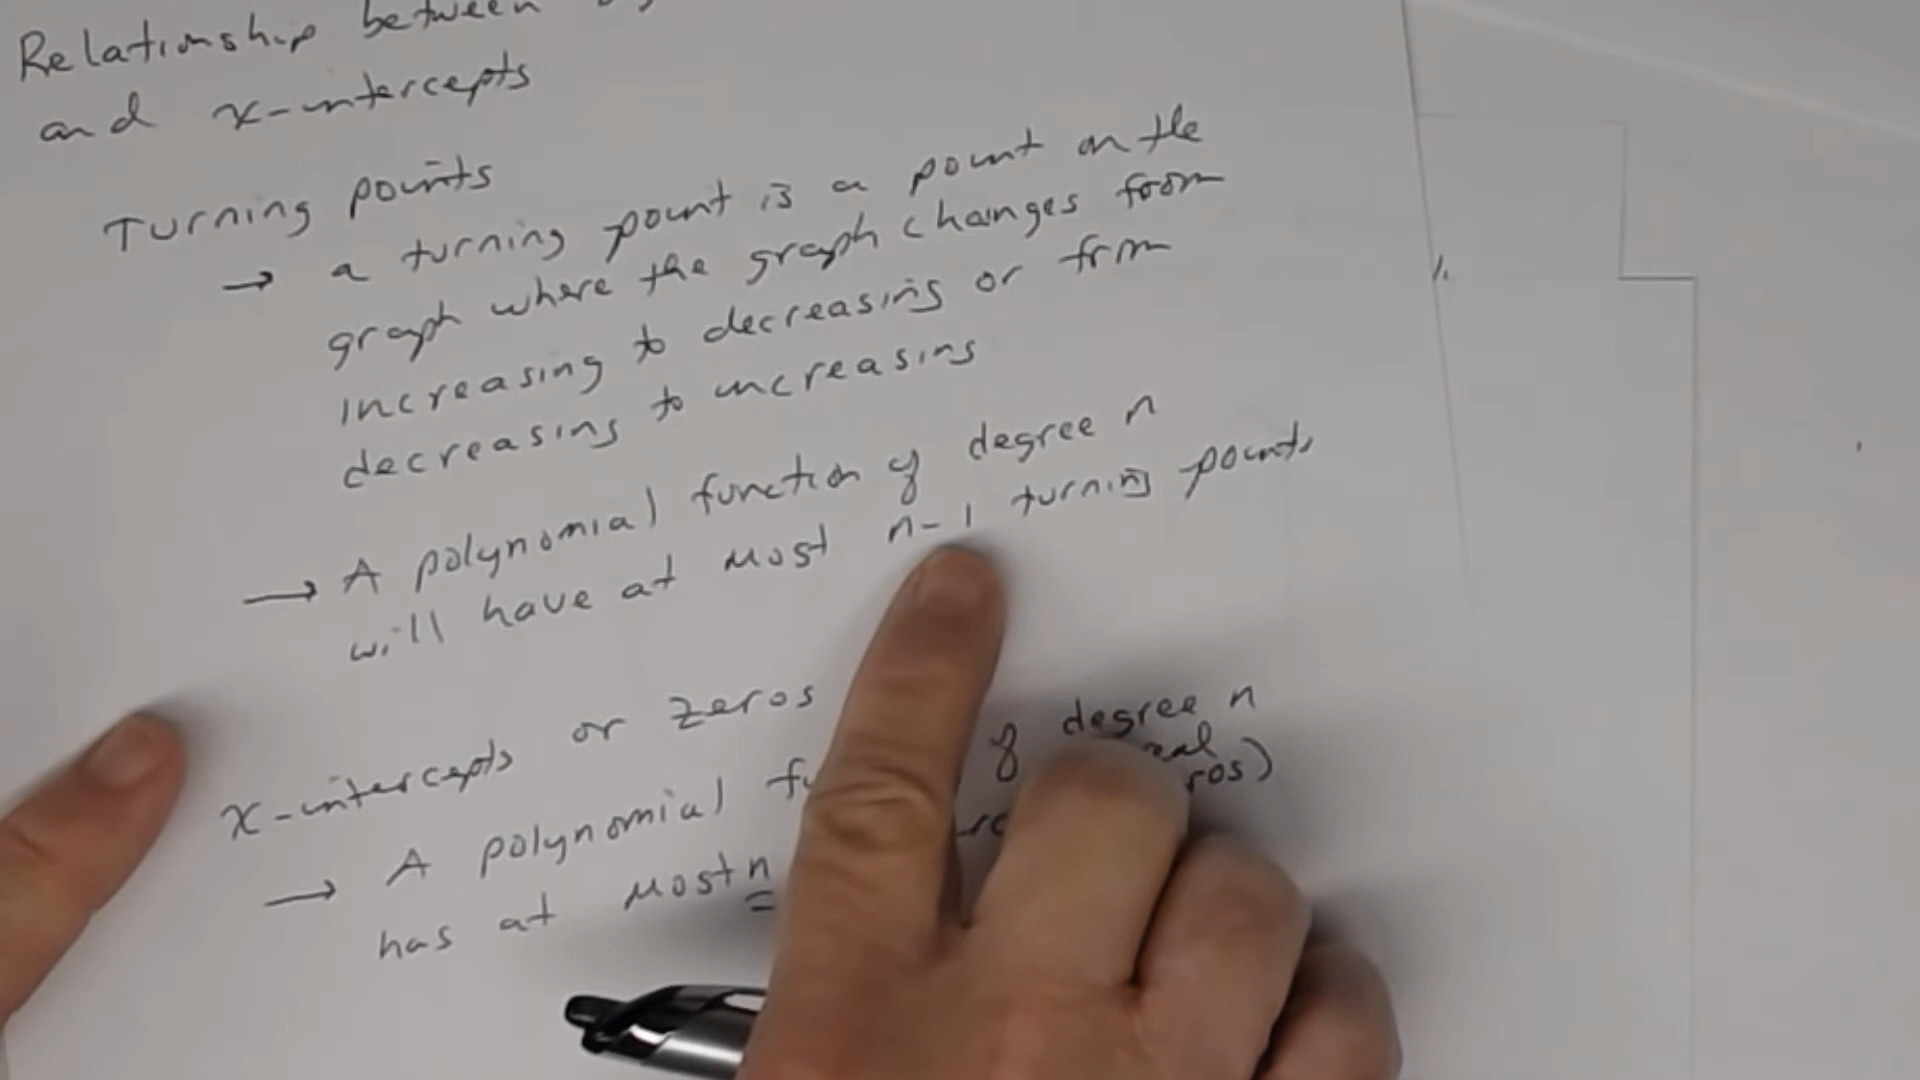 Relationship between
and x-intercepts
Turning points
→ a turning point is a point on the
graph where the graph changes from
increasing to decreasing or from
decreasing to increasing
→ A polynomial function of degree n
will have at most n-1 turning points
x-intercepts or zeros
→ A polynomial of degree n
has at most n